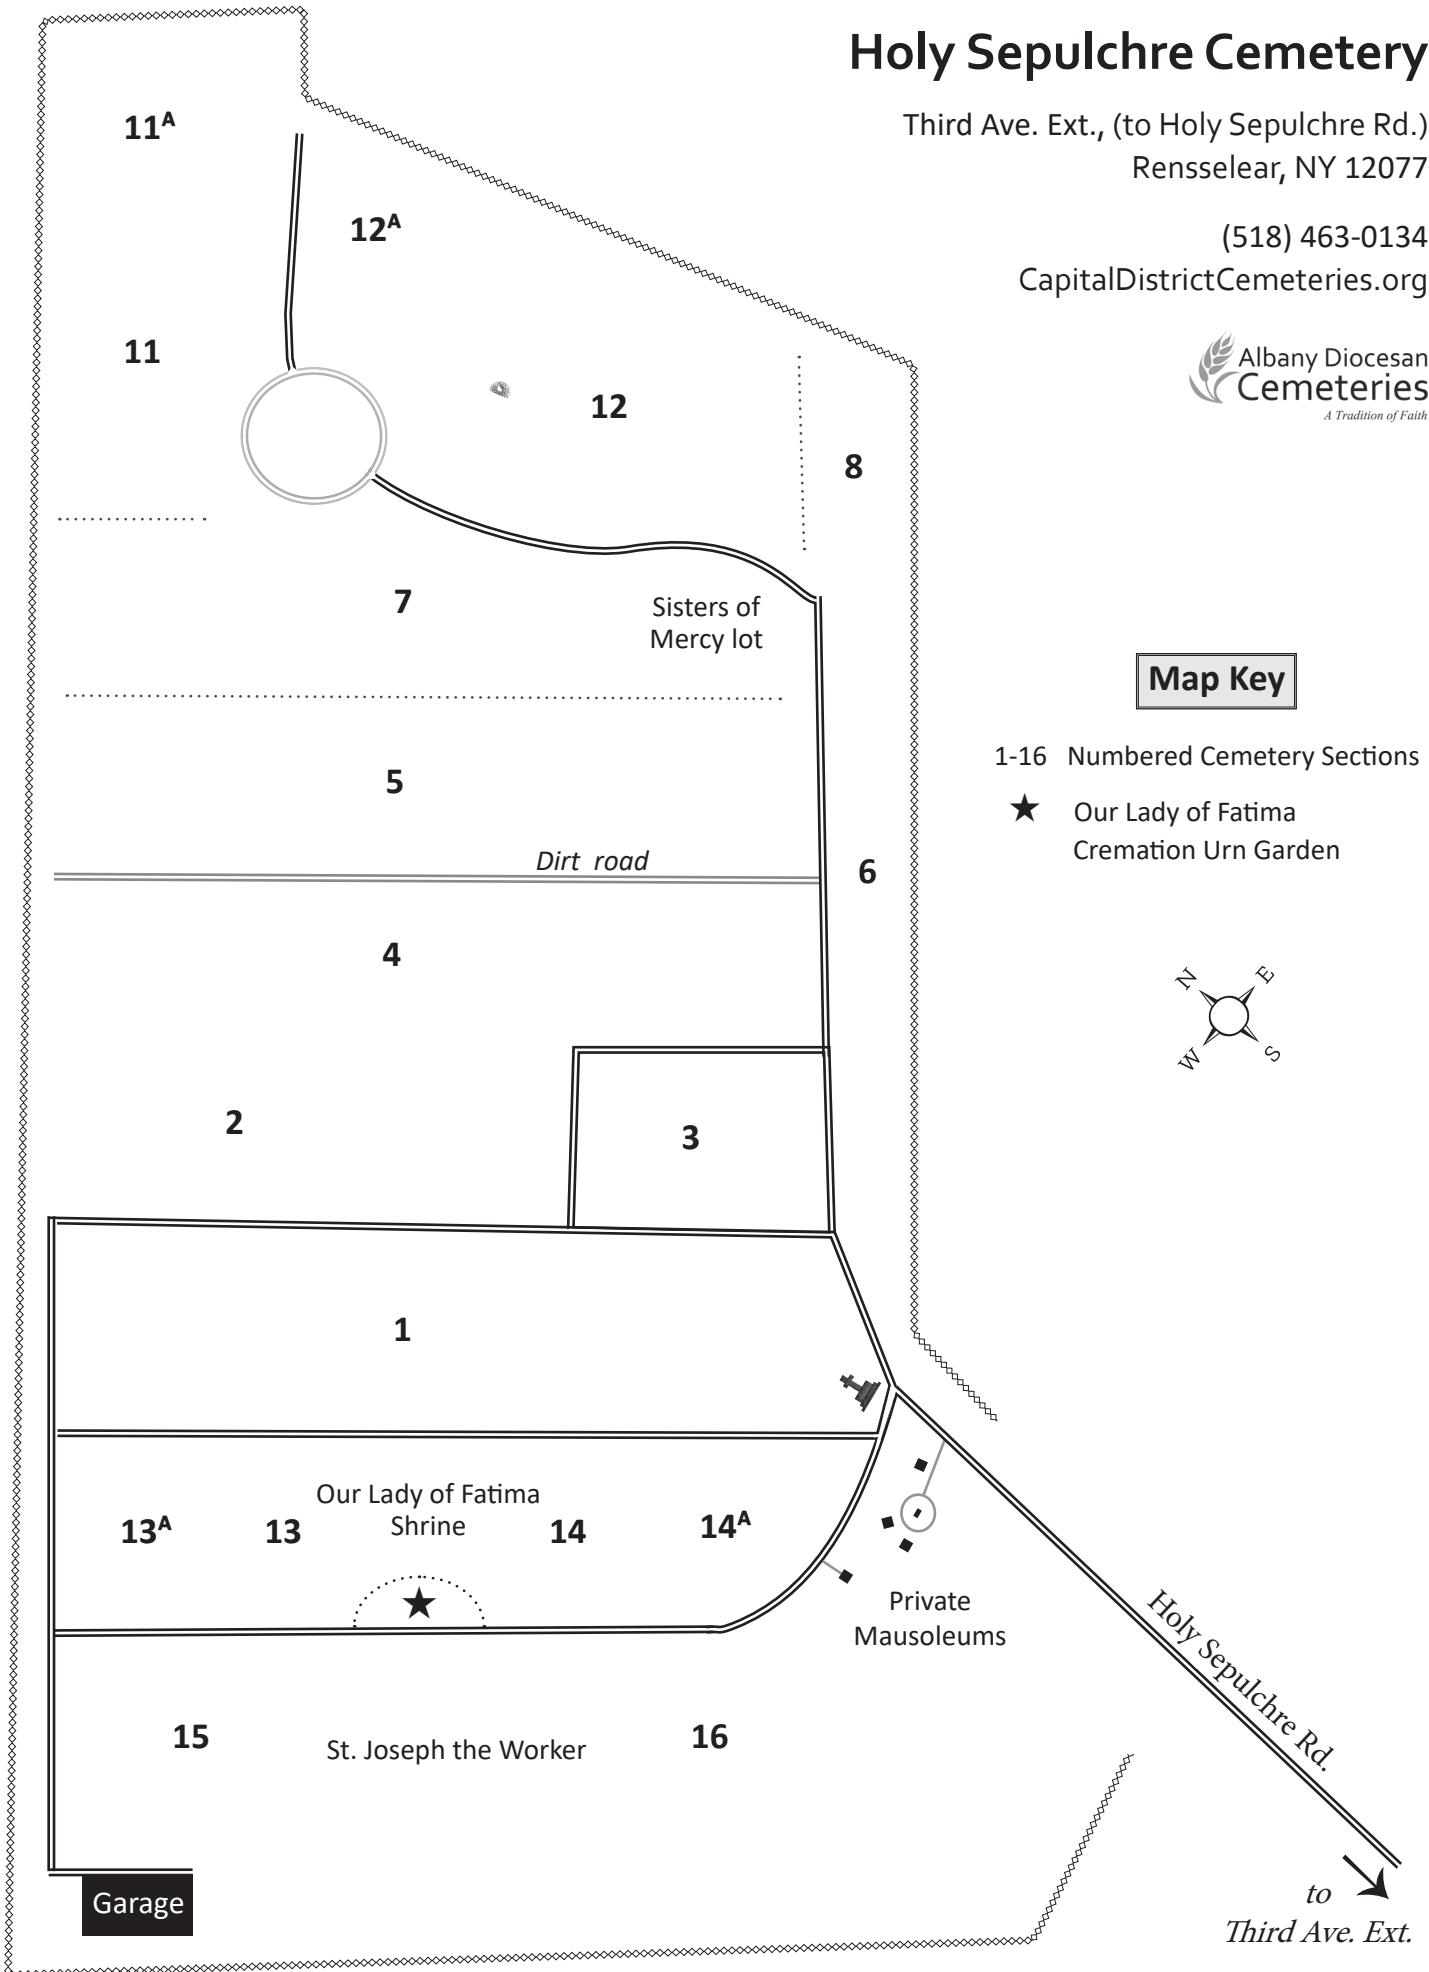 Holy Sepulchre Cemetery
Third Ave. Ext., (to Holy Sepulchre Rd.)
Rensselear, NY 12077
(518) 463-0134
CapitalDistrictCemeteries.org
Albany Diocesan
Cemeteries
A Tradition of Faith
11A
12A
11
12
8
7
Sisters of
Mercy lot
Map Key
1-16 Numbered Cemetery Sections
★ Our Lady of Fatima
Cremation Urn Garden
5
Dirt road
6
4
N
E
W
S
2
3
1
Our Lady of Fatima
Shrine
13A
13
14
14A
Private
Mausoleums
Holy Sepulchre Rd.
15
St. Joseph the Worker
16
Garage
to
Third Ave. Ext.